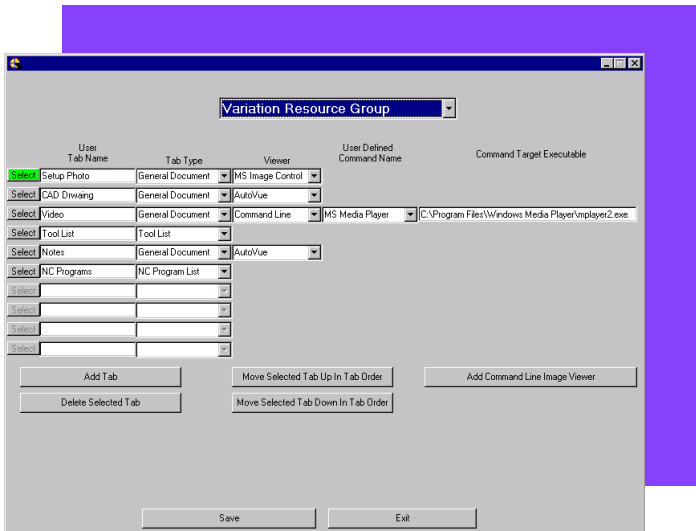 Variation Resource Group
User
Tab Name
Tab Type
Viewer
User Defined
Command Name
Command Target Executable
Select Setup Photo General Document MS Image Control
Select CAD Drwaing General Document AutoVue
Select Video General Document Command Line MS Media Player C:\Program Files\Windows Media Player\mplayer2.exe
Select Tool List Tool List
Select Notes General Document AutoVue
Select NC Programs NC Program List
Select
Select
Select
Select
Add Tab Move Selected Tab Up In Tab Order Add Command Line Image Viewer
Delete Selected Tab Move Selected Tab Down In Tab Order
Save Exit